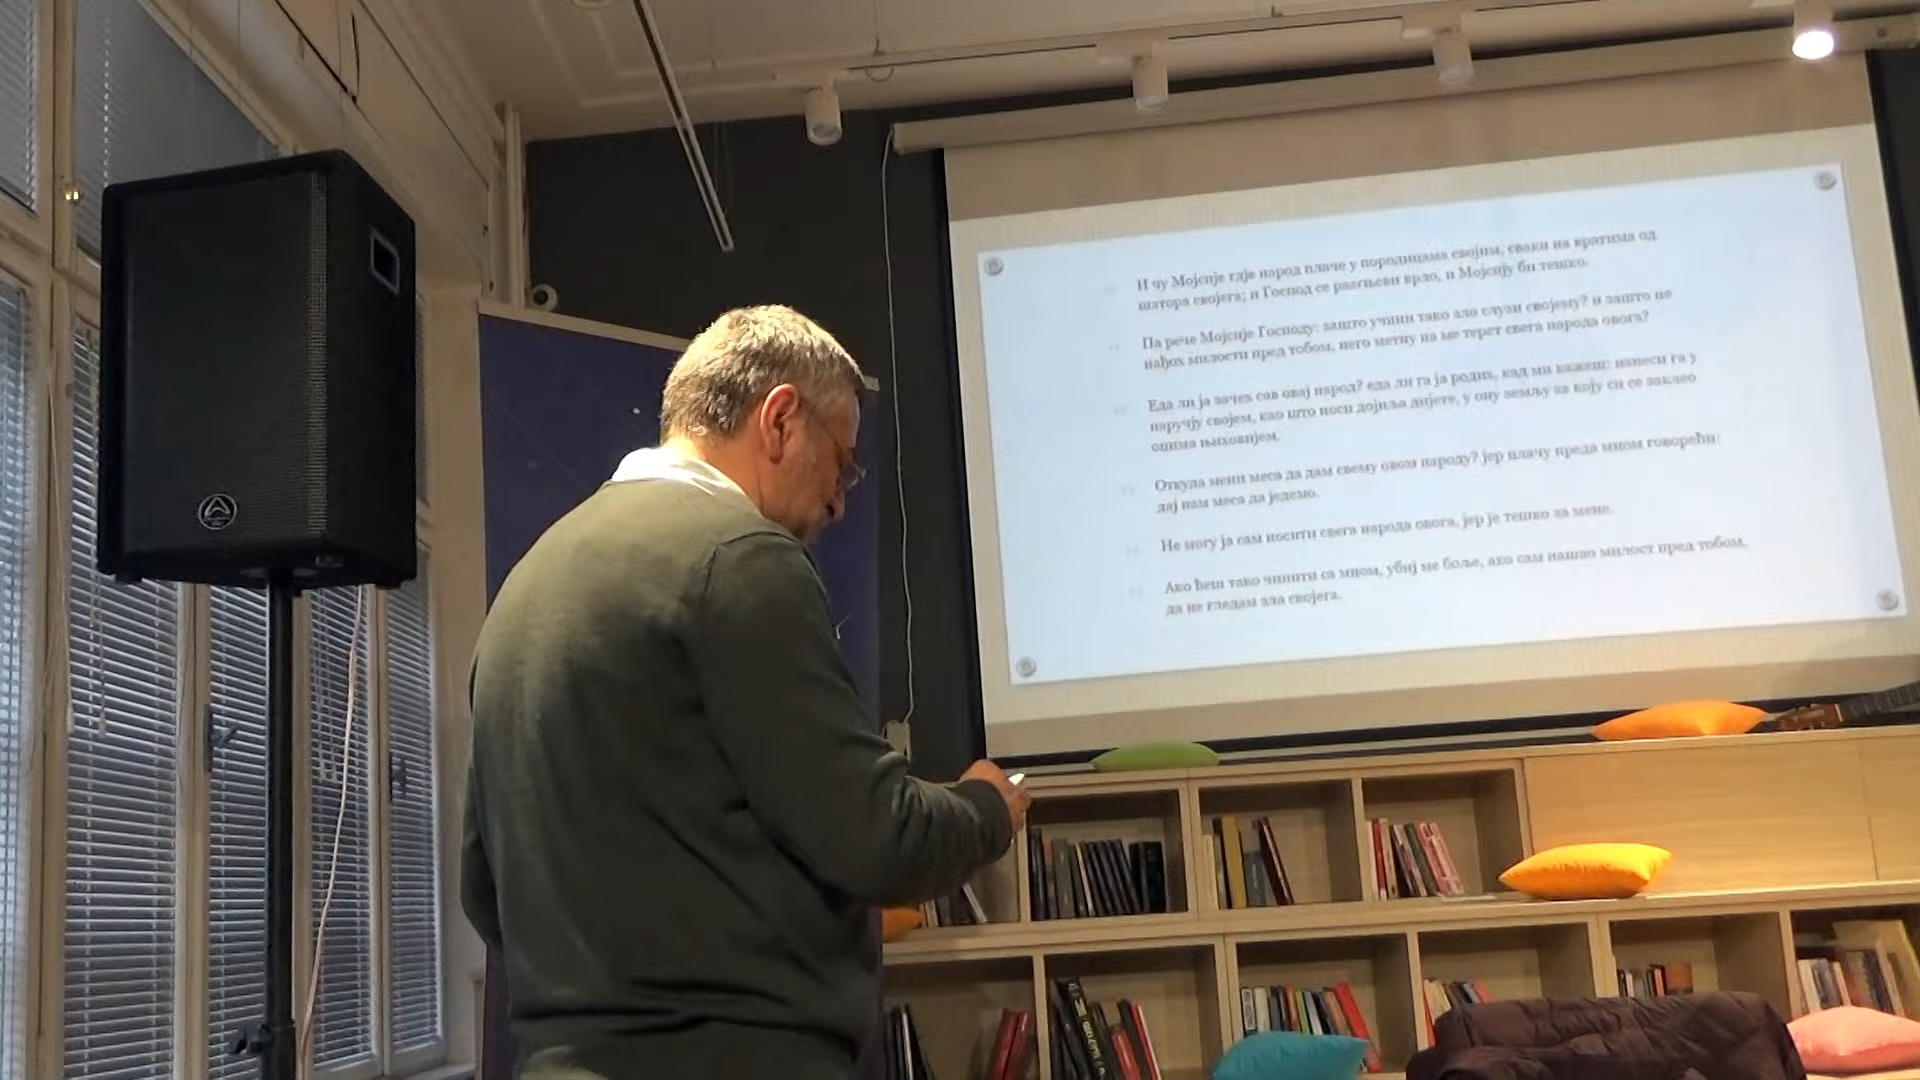 И чу Мојсије гдје народ плаче у породицама својим, сваки на вратима од
шатора својега; и Господ се разгњеви врло, и Мојсију би тешко.
Па рече Мојсије Господу: зашто учини тако зло слузи својему? и зашто не
нађох милости пред тобом, него метну на ме терет свега народа овога?
Еда ли ја зачех сав овај народ? еда ли га ја родих, кад ми кажеш: нанеси га у
наручју својем, као што носи дојиља дијете, у ону земљу за коју си се заклео
оцима њиховијем.
Откуда мени меса да дам свему овом народу? јер плачу преда мном говорећи:
дај нам меса да једемо.
Не могу ја сам носити свега народа овога, јер је тешко за мене.
Ако ћеш тако чинити са мном, убиј ме боље, ако сам нашао милост пред тобом,
да не гледам зла својега.